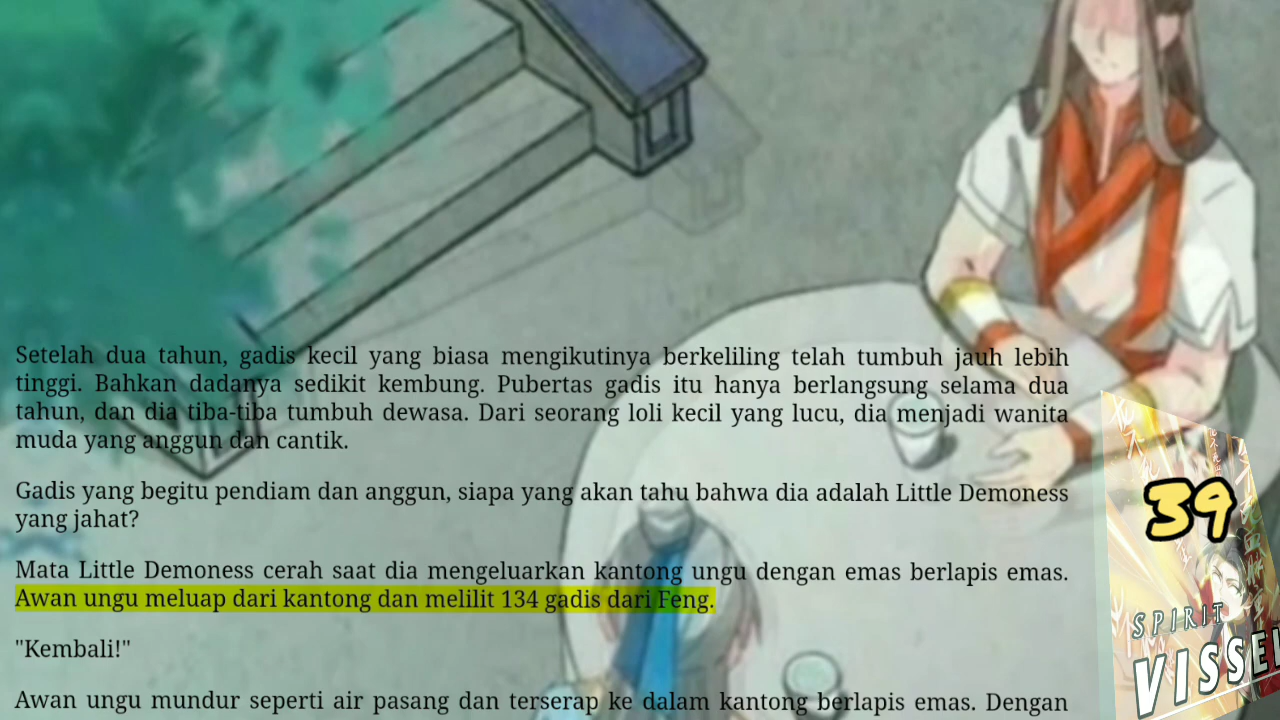 Setelah dua tahun, gadis kecil yang biasa mengikutinya berkeliling telah tumbuh jauh lebih
tinggi. Bahkan dadanya sedikit kembung. Pubertas gadis itu hanya berlangsung selama dua
tahun, dan dia tiba-tiba tumbuh dewasa. Dari seorang loli kecil yang lucu, dia menjadi wanita
muda yang anggun dan cantik.
Gadis yang begitu pendiam dan anggun, siapa yang akan tahu bahwa dia adalah Little Demoness
yang jahat?
Mata Little Demoness cerah saat dia mengeluarkan kantong ungu dengan emas berlapis emas.
Awan ungu meluap dari kantong dan melilit 134 gadis dari Feng.
"Kembali!"
Awan ungu mundur seperti air pasang dan terserap ke dalam kantong berlapis emas. Dengan
39
SPIRIT
VISSEL